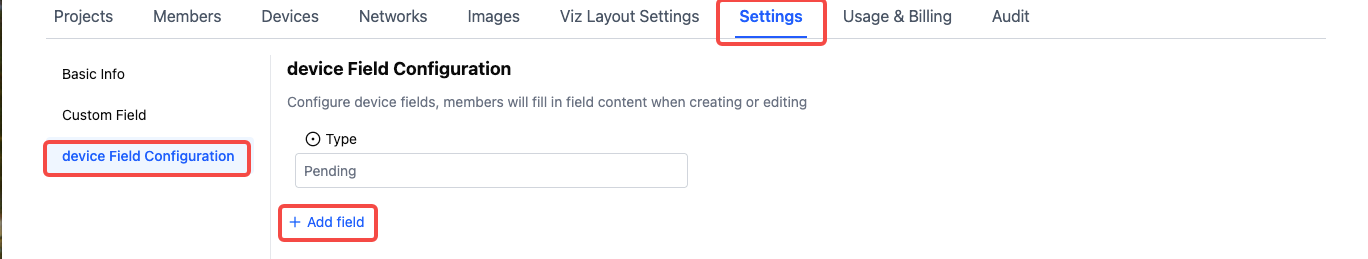 Projects Members Devices Networks Images Viz Layout Settings Settings Usage & Billing Audit
Basic Info
Custom Field
device Field Configuration
device Field Configuration
Configure device fields, members will fill in field content when creating or editing
Type
Pending
+ Add field